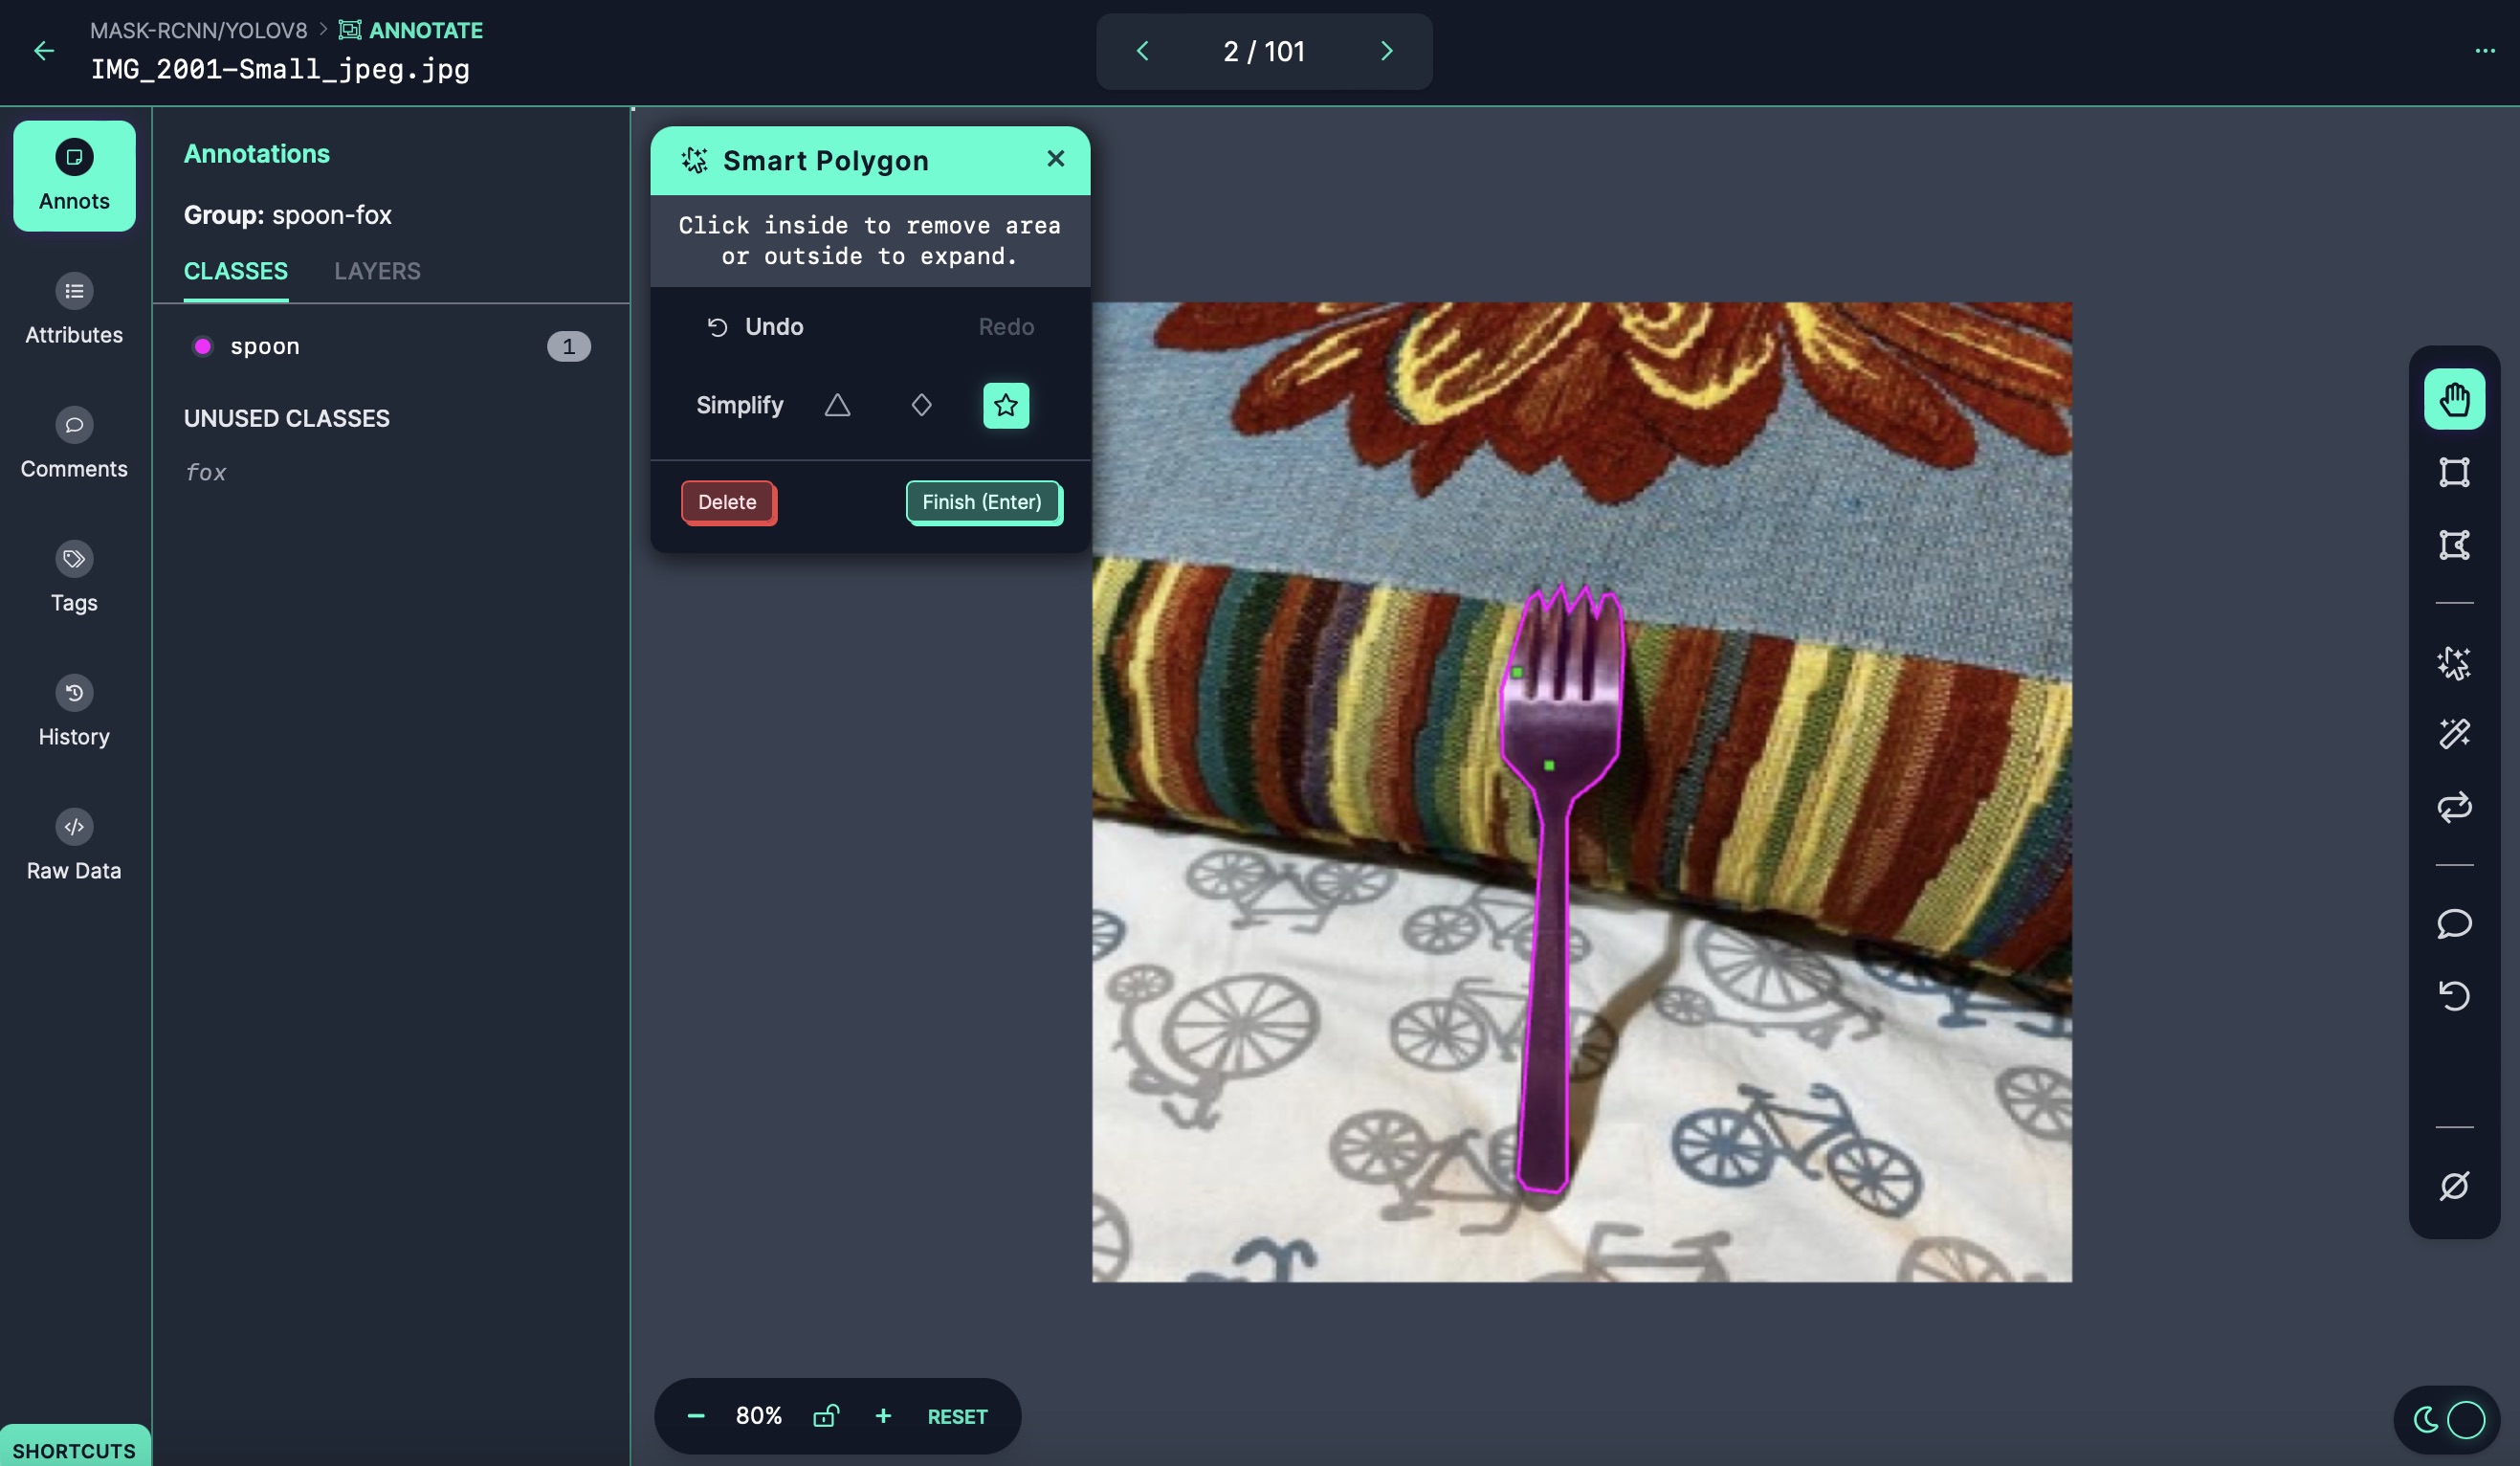 MASK-RCNN/YOLOV8 > ANNOTATE
IMG_2001-Small_jpeg.jpg
2 / 101
Annots
Attributes
Comments
Tags
History
Raw Data
SHORTCUTS
Annotations
Group: spoon-fox
CLASSES LAYERS
spoon 1
UNUSED CLASSES
fox
Smart Polygon
Click inside to remove area
or outside to expand.
Undo Redo
Simplify
Delete Finish (Enter)
80% RESET